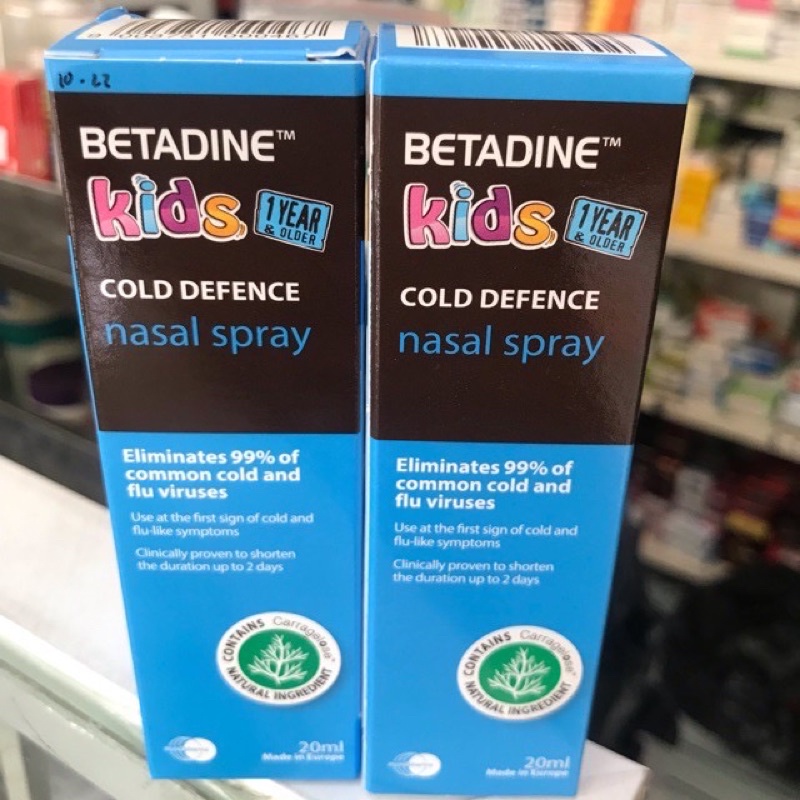 10 - 22
BETADINE™
kids
1 YEAR
& OLDER
COLD DEFENCE
nasal spray
Eliminates 99% of
common cold and
flu viruses
Use at the first sign of cold and
flu-like symptoms
Clinically proven to shorten
the duration up to 2 days
CONTAINS Carragelose™
NATURAL INGREDIENT
20ml
Made in Europe
BETADINE™
kids
1 YEAR
& OLDER
COLD DEFENCE
nasal spray
Eliminates 99% of
common cold and
flu viruses
Use at the first sign of cold and
flu-like symptoms
Clinically proven to shorten
the duration up to 2 days
CONTAINS Carragelose™
NATURAL INGREDIENT
20ml
Made in Europe